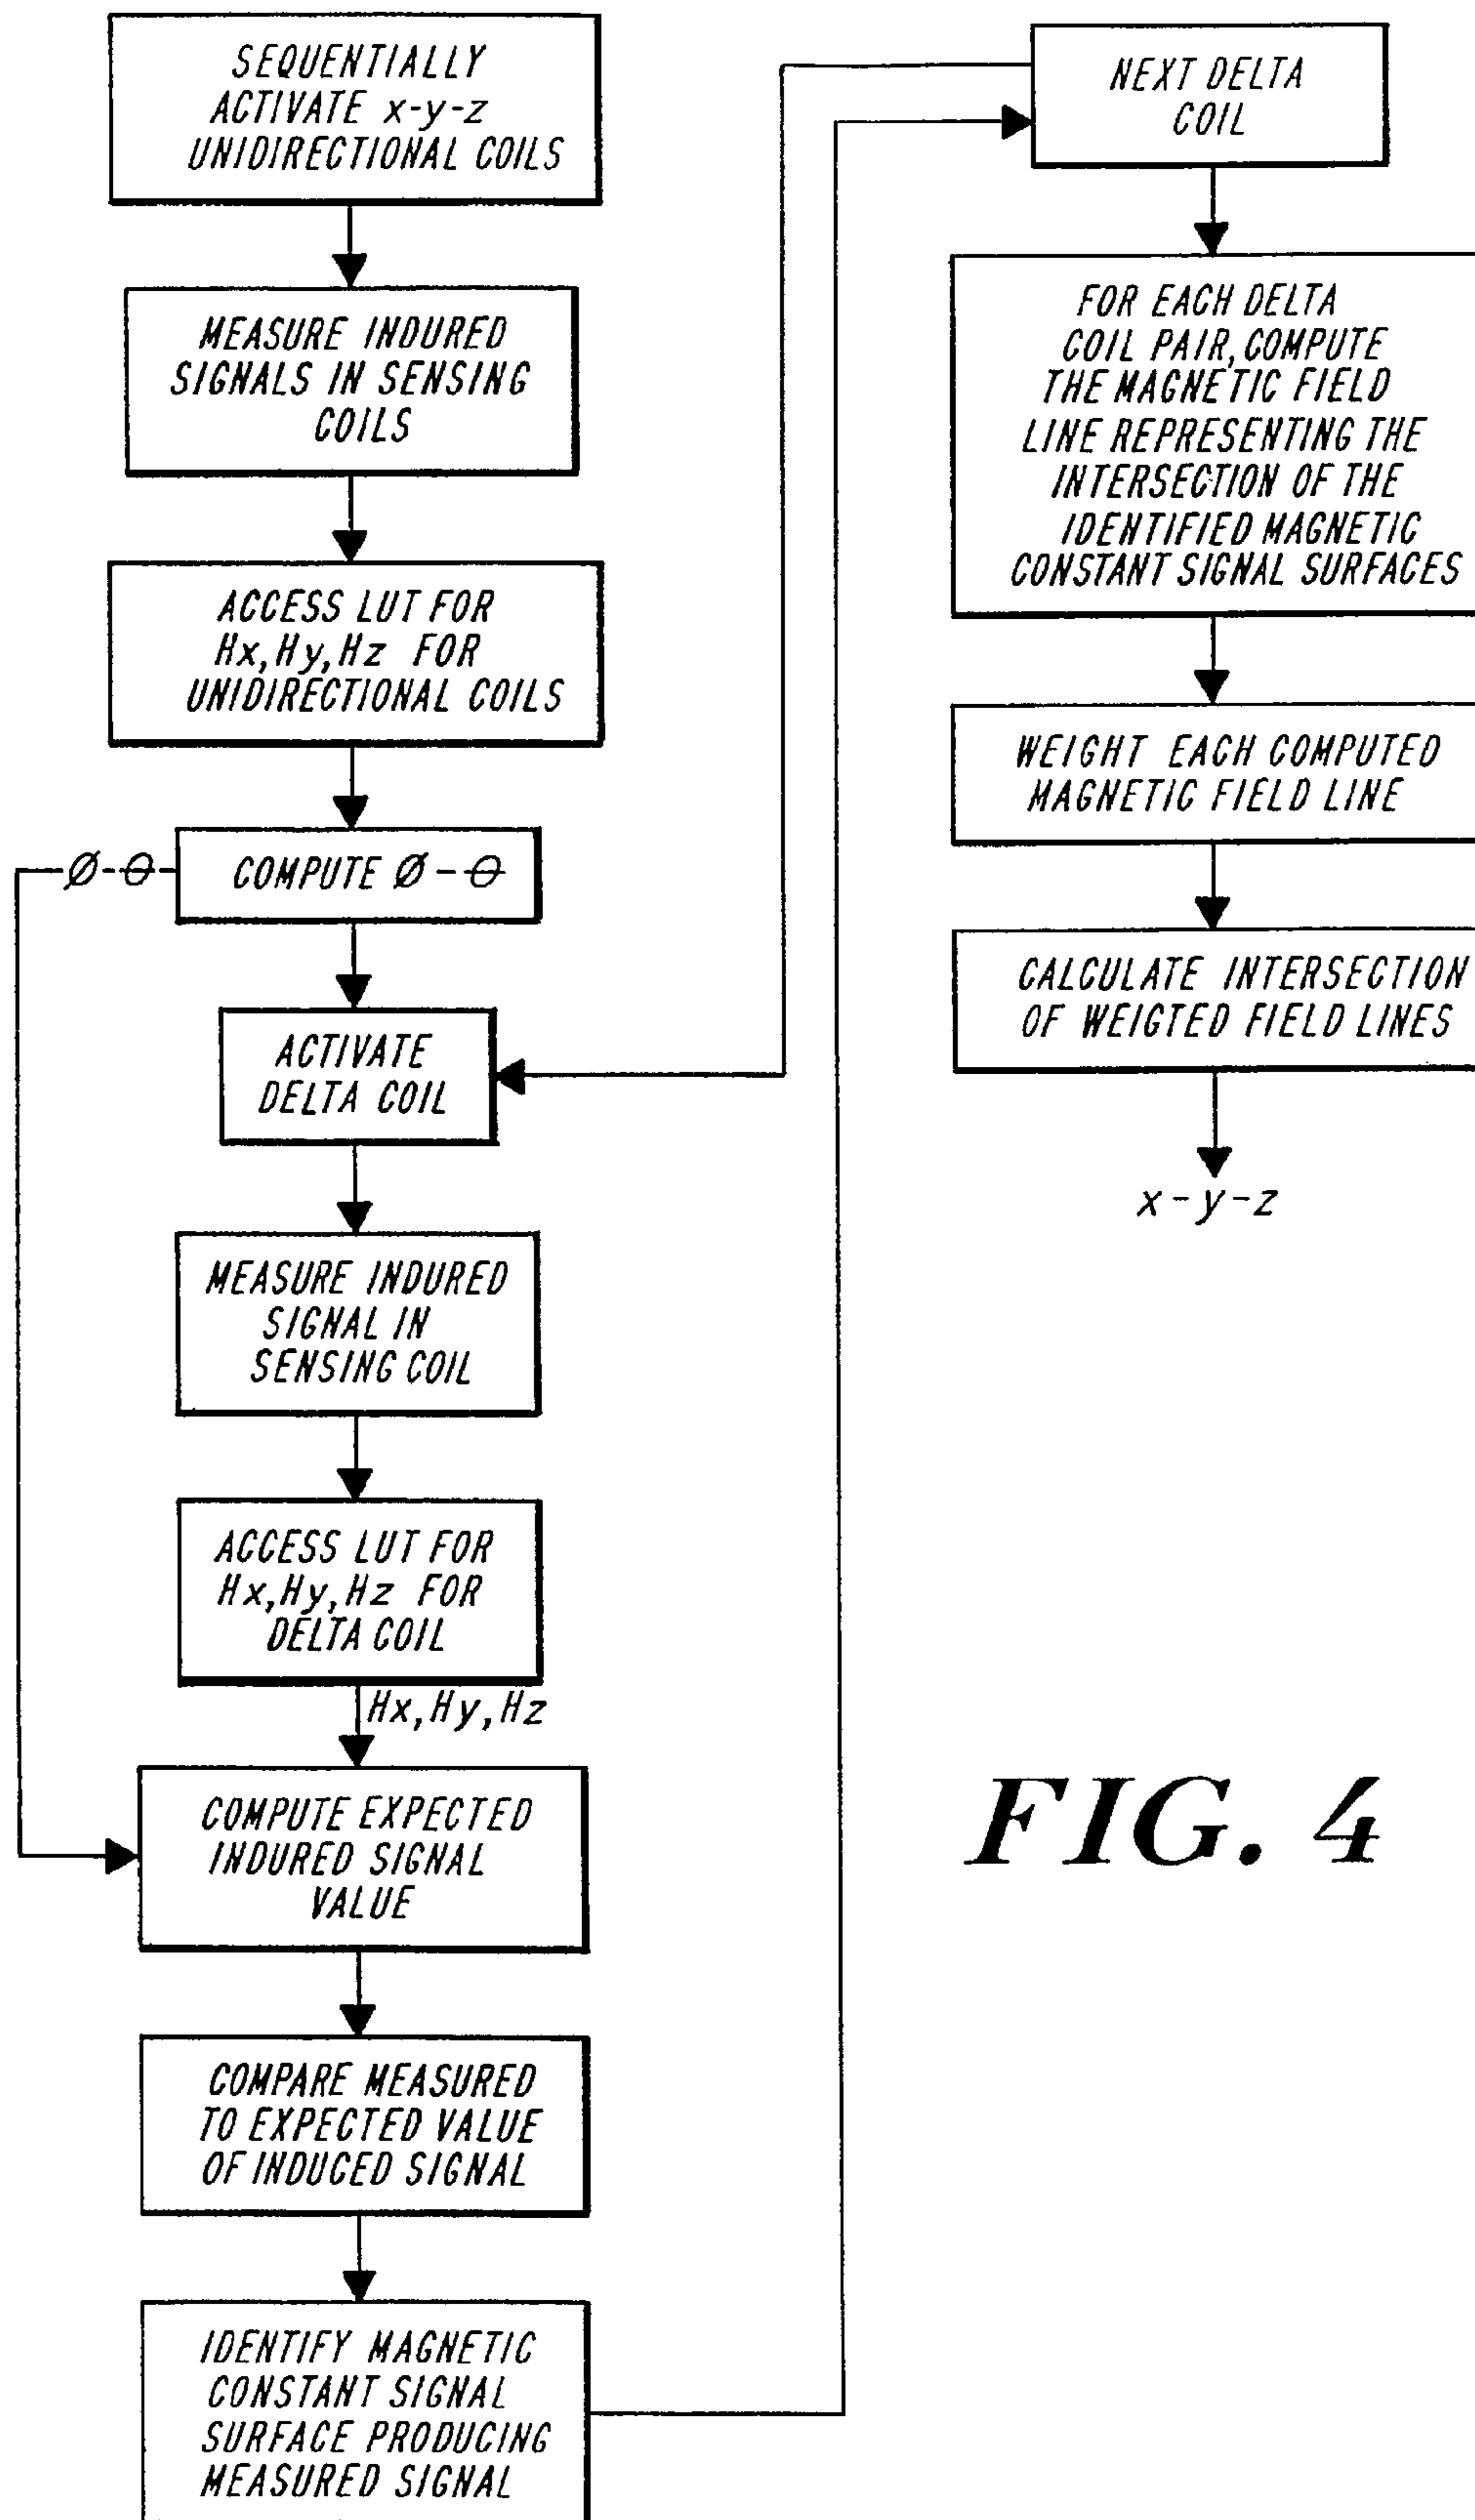 SEQUENTIALLY
ACTIVATE x-y-z
UNIDIRECTIONAL COILS
MEASURE INDURED
SIGNALS IN SENSING
COILS
ACCESS LUT FOR
Hx, Hy, Hz FOR
UNIDIRECTIONAL COILS
Ø-Θ
COMPUTE Ø-Θ
ACTIVATE
DELTA COIL
MEASURE INDURED
SIGNAL IN
SENSING COIL
ACCESS LUT FOR
Hx, Hy, Hz FOR
DELTA COIL
Hx, Hy, Hz
COMPUTE EXPECTED
INDURED SIGNAL
VALUE
COMPARE MEASURED
TO EXPECTED VALUE
OF INDUCED SIGNAL
IDENTIFY MAGNETIC
CONSTANT SIGNAL
SURFACE PRODUCING
MEASURED SIGNAL
NEXT DELTA
COIL
FOR EACH DELTA
COIL PAIR, COMPUTE
THE MAGNETIC FIELD
LINE REPRESENTING THE
INTERSECTION OF THE
IDENTIFIED MAGNETIC
CONSTANT SIGNAL SURFACES
WEIGHT EACH COMPUTED
MAGNETIC FIELD LINE
CALCULATE INTERSECTION
OF WEIGTED FIELD LINES
x-y-z
FIG. 4